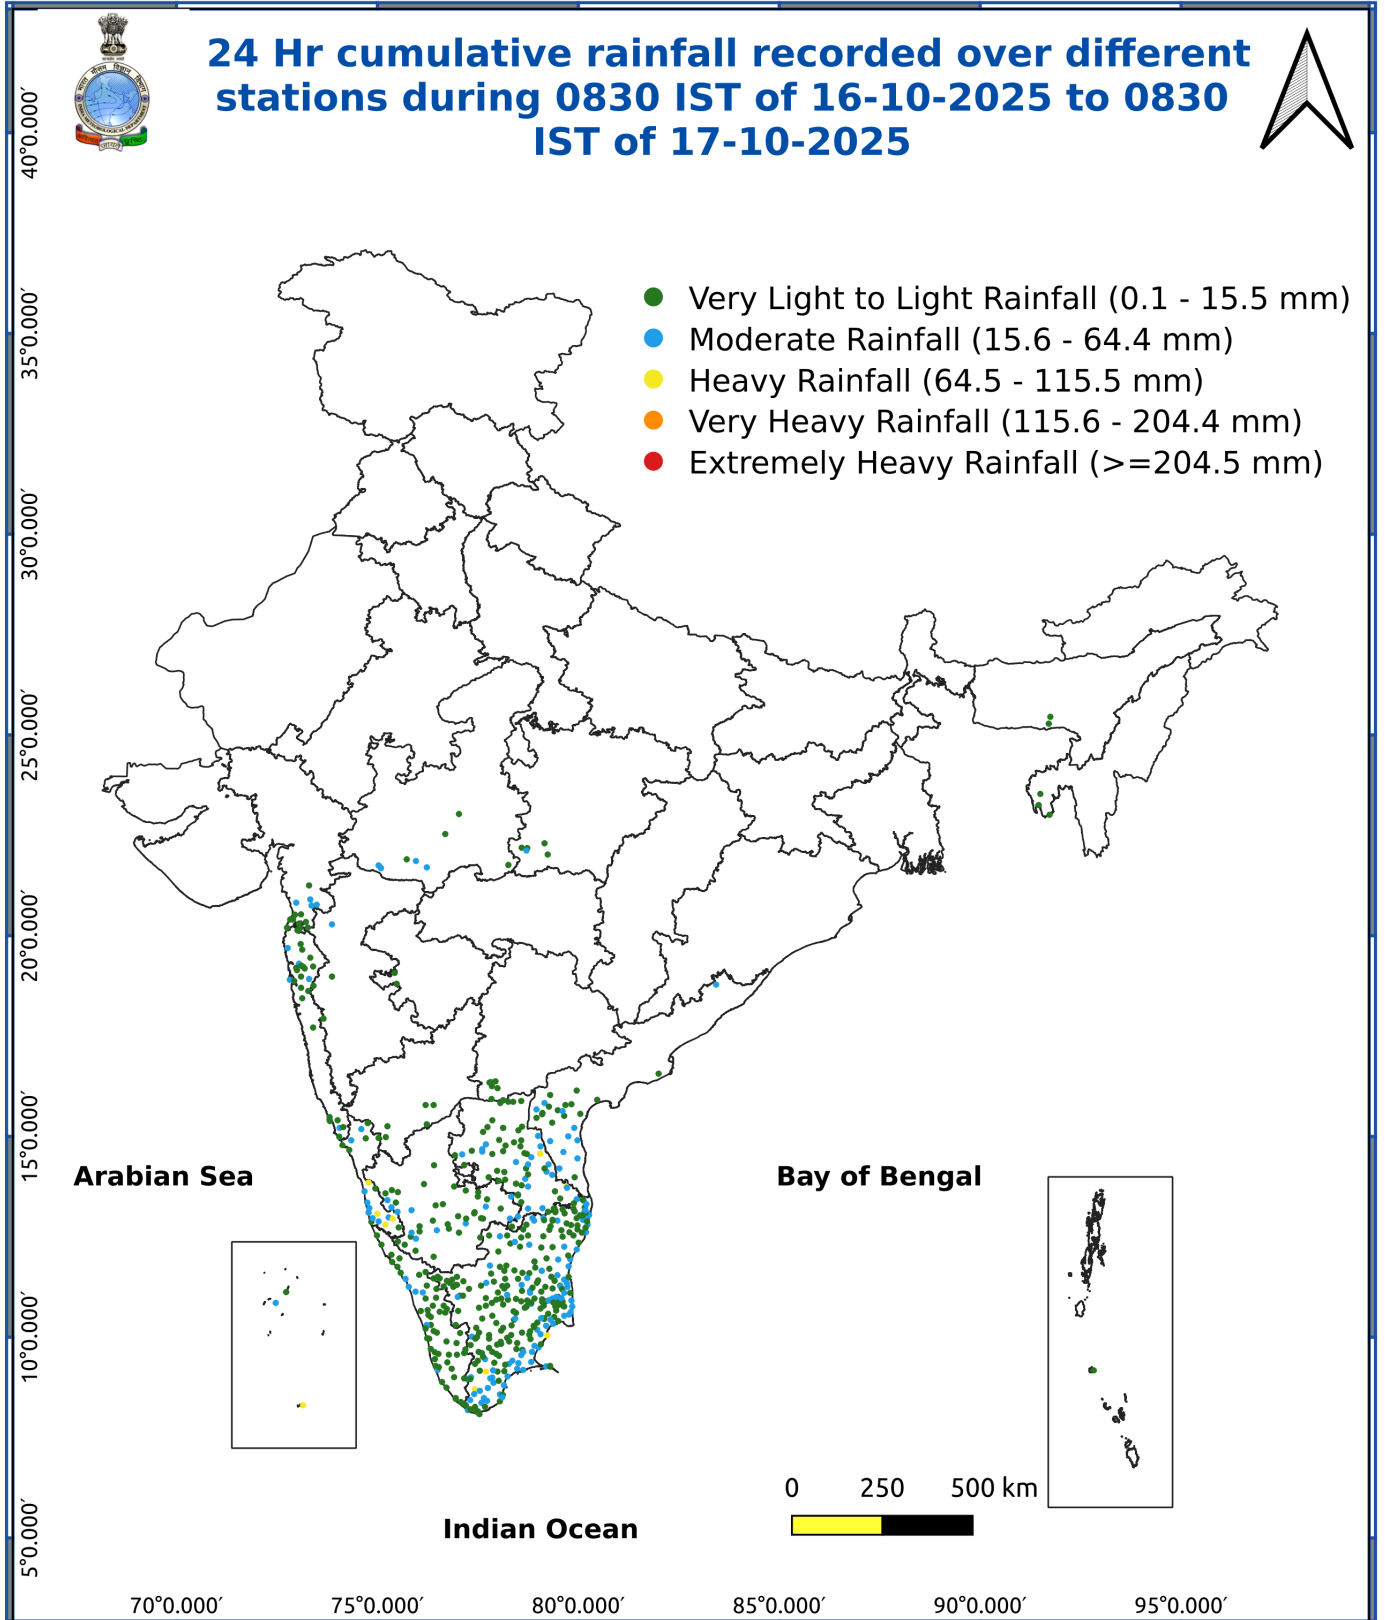 24 Hr cumulative rainfall recorded over different
stations during 0830 IST of 16-10-2025 to 0830
IST of 17-10-2025
Very Light to Light Rainfall (0.1 - 15.5 mm)
Moderate Rainfall (15.6 - 64.4 mm)
Heavy Rainfall (64.5 - 115.5 mm)
Very Heavy Rainfall (115.6 - 204.4 mm)
Extremely Heavy Rainfall (>=204.5 mm)
40°0.000′
35°0.000′
30°0.000′
25°0.000′
20°0.000′
15°0.000′
10°0.000′
5°0.000′
Arabian Sea
Bay of Bengal
Indian Ocean
0 250 500 km
70°0.000′ 75°0.000′ 80°0.000′ 85°0.000′ 90°0.000′ 95°0.000′